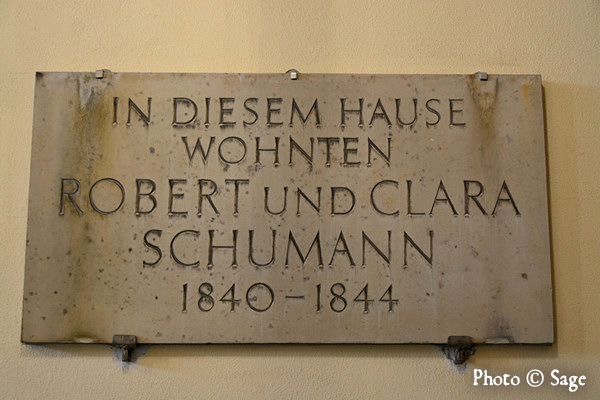 IN DIESEM HAUSE
WOHNTEN
ROBERT UND CLARA
SCHUMANN
1840 – 1844
Photo © Sage